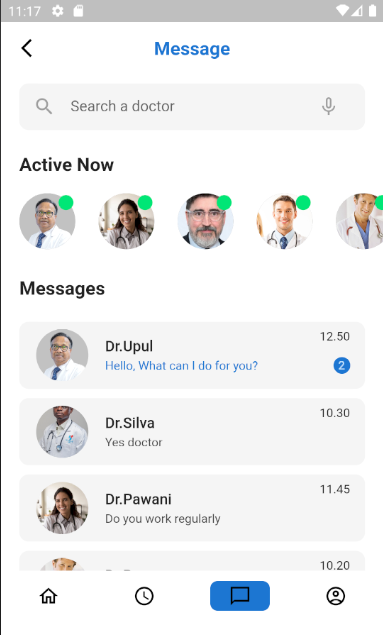 11:17
Message
Search a doctor
Active Now
Messages
Dr.Upul
12.50
Hello, What can I do for you?
2
Dr.Silva
10.30
Yes doctor
Dr.Pawani
11.45
Do you work regularly
10.20